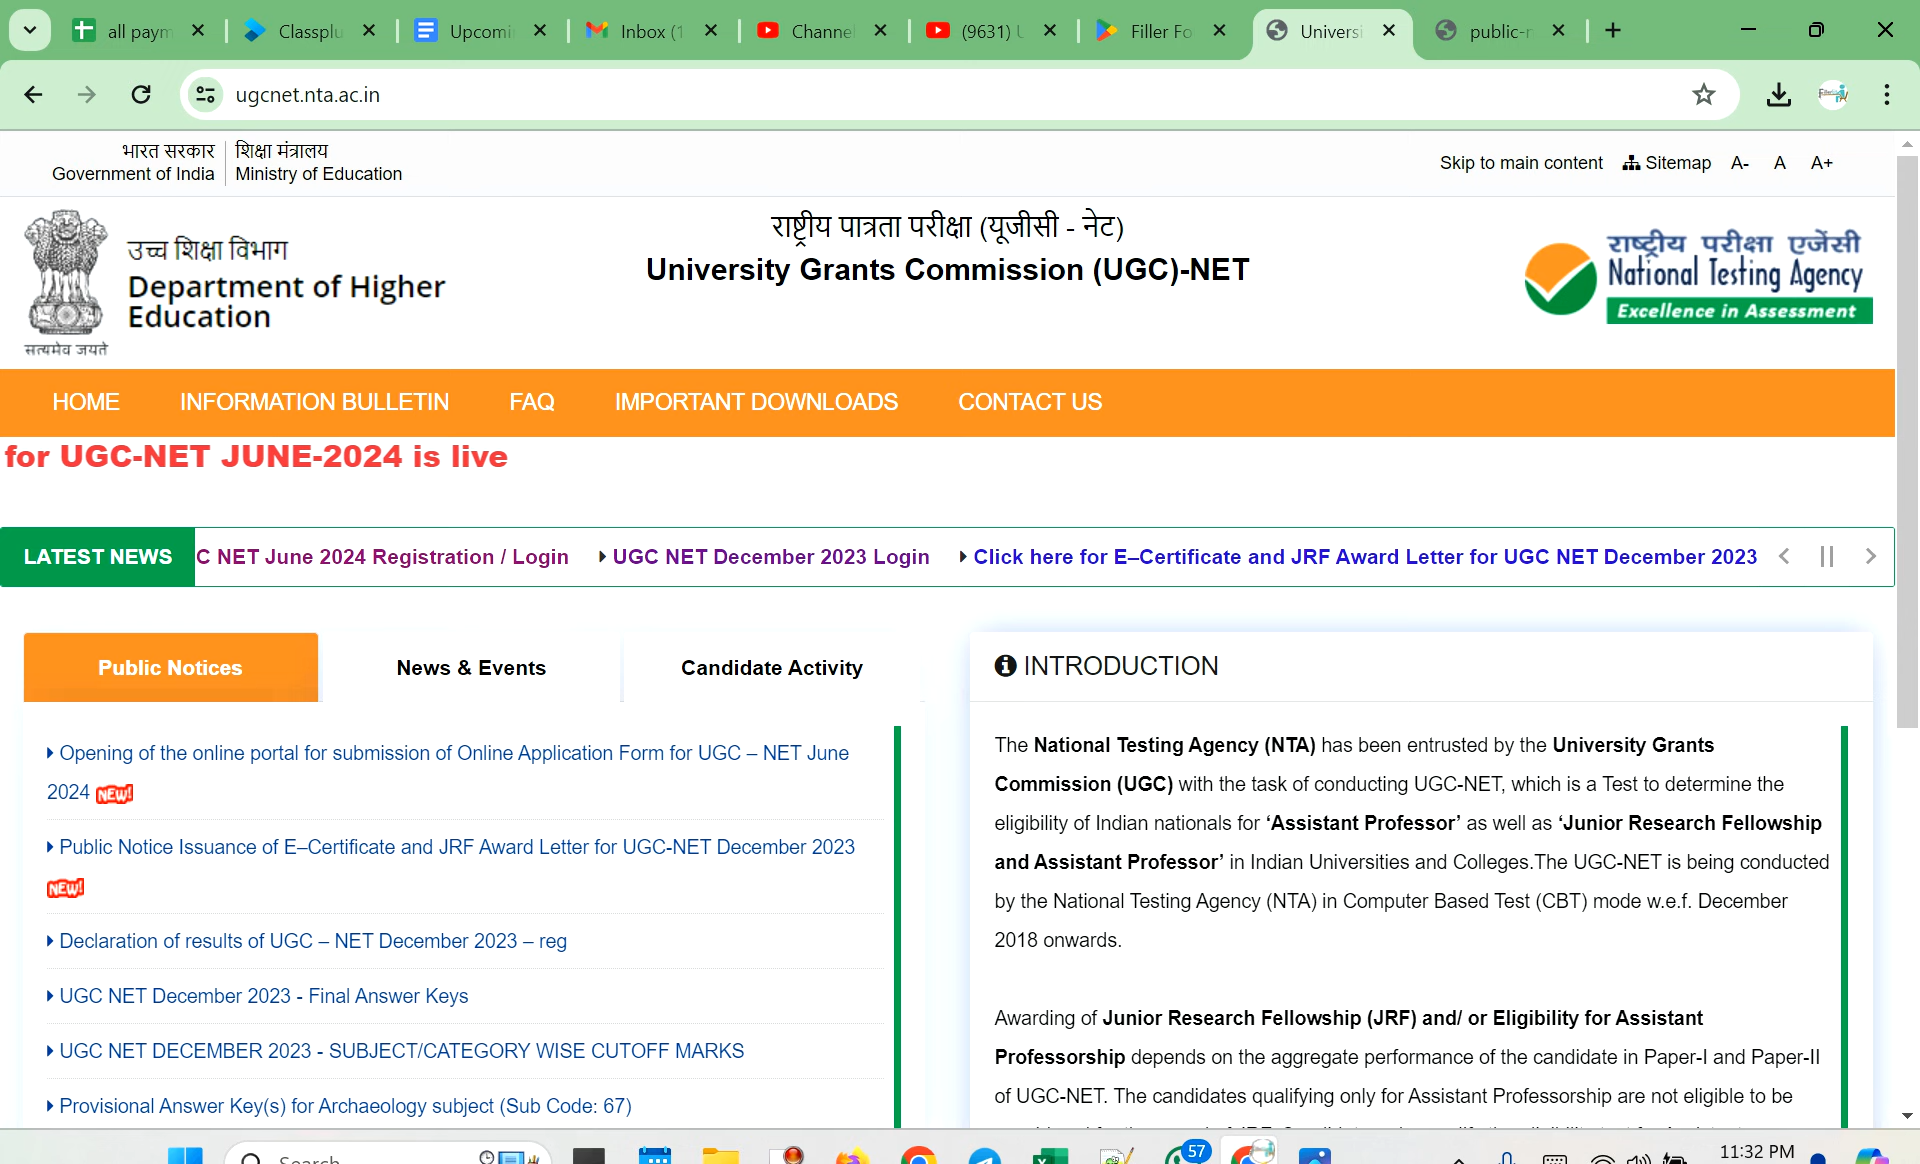 all paym
Classplu
Upcomi
Inbox (1
Channel
(9631) U
Filler Fo
Universi
public-n
ugcnet.nta.ac.in
भारत सरकार शिक्षा मंत्रालय
Government of India Ministry of Education
Skip to main content Sitemap A- A A+
उच्च शिक्षा विभाग
Department of Higher
Education
सत्यमेव जयते
राष्ट्रीय पात्रता परीक्षा (यूजीसी - नेट)
University Grants Commission (UGC)-NET
राष्ट्रीय परीक्षा एजेंसी
National Testing Agency
Excellence in Assessment
HOME INFORMATION BULLETIN FAQ IMPORTANT DOWNLOADS CONTACT US
for UGC-NET JUNE-2024 is live
LATEST NEWS C NET June 2024 Registration / Login UGC NET December 2023 Login Click here for E–Certificate and JRF Award Letter for UGC NET December 2023
Public Notices News & Events Candidate Activity
Opening of the online portal for submission of Online Application Form for UGC – NET June
2024 NEW!
Public Notice Issuance of E–Certificate and JRF Award Letter for UGC-NET December 2023
NEW!
Declaration of results of UGC – NET December 2023 – reg
UGC NET December 2023 - Final Answer Keys
UGC NET DECEMBER 2023 - SUBJECT/CATEGORY WISE CUTOFF MARKS
Provisional Answer Key(s) for Archaeology subject (Sub Code: 67)
INTRODUCTION
The National Testing Agency (NTA) has been entrusted by the University Grants
Commission (UGC) with the task of conducting UGC-NET, which is a Test to determine the
eligibility of Indian nationals for ‘Assistant Professor’ as well as ‘Junior Research Fellowship
and Assistant Professor’ in Indian Universities and Colleges.The UGC-NET is being conducted
by the National Testing Agency (NTA) in Computer Based Test (CBT) mode w.e.f. December
2018 onwards.
Awarding of Junior Research Fellowship (JRF) and/ or Eligibility for Assistant
Professorship depends on the aggregate performance of the candidate in Paper-I and Paper-II
of UGC-NET. The candidates qualifying only for Assistant Professorship are not eligible to be
Search
57
11:32 PM